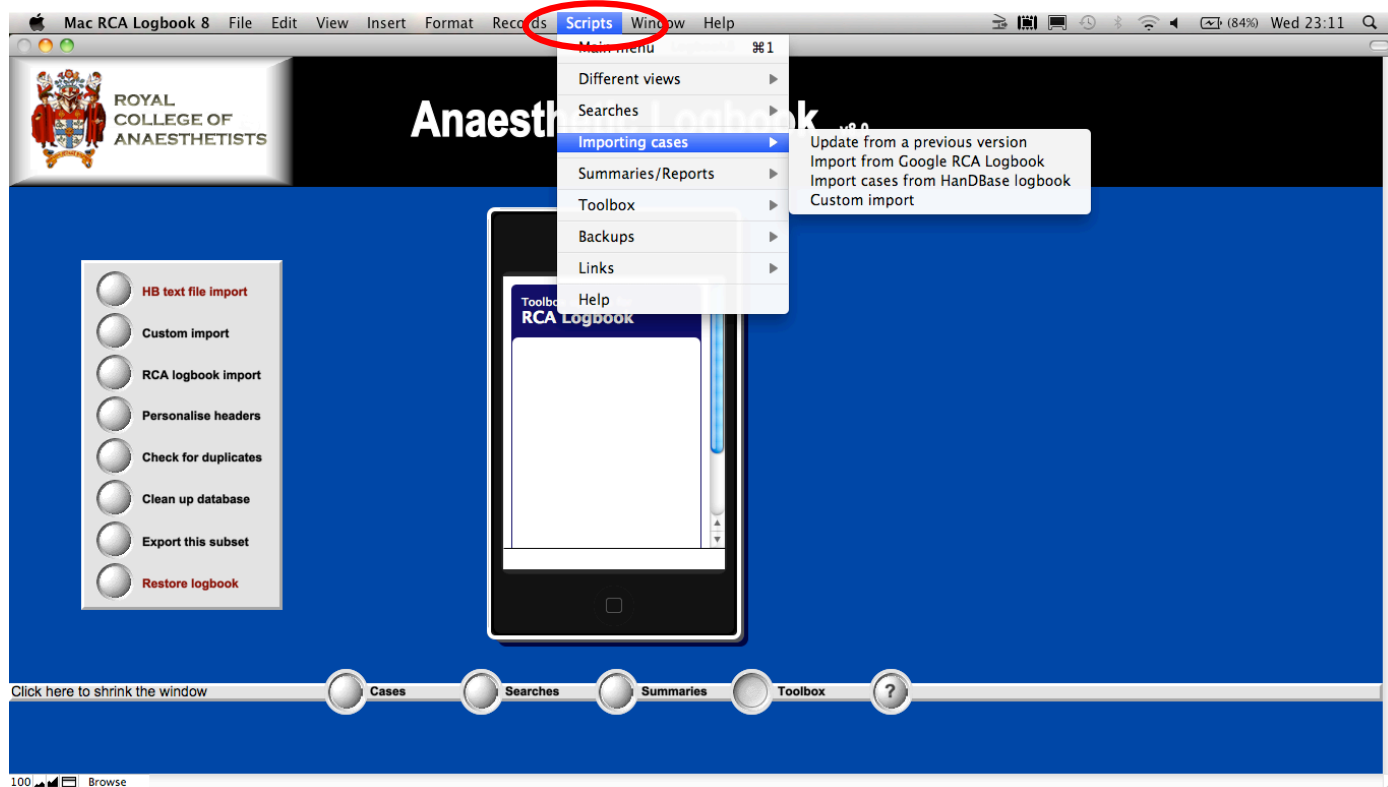 Mac RCA Logbook 8 File Edit View Insert Format Records Scripts Window Help (84%) Wed 23:11
Main menu ⌘1
ROYAL
COLLEGE OF
ANAESTHETISTS
Anaesthetic Logbook v8.0
Different views
Searches
Importing cases
Summaries/Reports
Toolbox
Backups
Links
Help
Update from a previous version
Import from Google RCA Logbook
Import cases from HanDBase logbook
Custom import
HB text file import
Custom import
RCA logbook import
Personalise headers
Check for duplicates
Clean up database
Export this subset
Restore logbook
Toolbox
RCA Logbook
Click here to shrink the window
Cases
Searches
Summaries
Toolbox
?
100 Browse